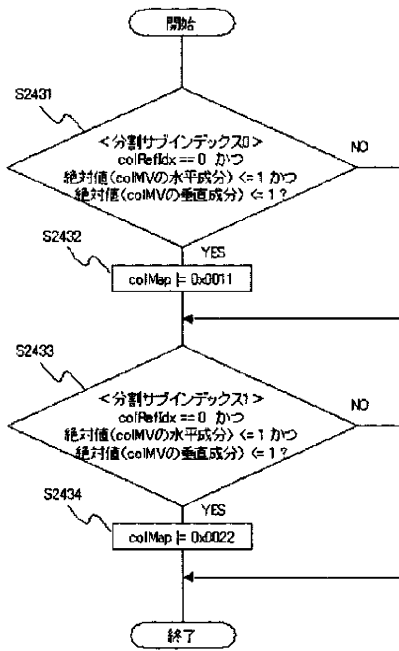 開始
S2431
<分割サブインデックス0>
colRefIdx == 0 かつ
絶対値(colMVの水平成分) <= 1 かつ
絶対値(colMVの垂直成分) <= 1 ?
NO
YES
S2432
colMap |= 0x0011
S2433
<分割サブインデックス1>
colRefIdx == 0 かつ
絶対値(colMVの水平成分) <= 1 かつ
絶対値(colMVの垂直成分) <= 1 ?
NO
YES
S2434
colMap |= 0x0022
終了